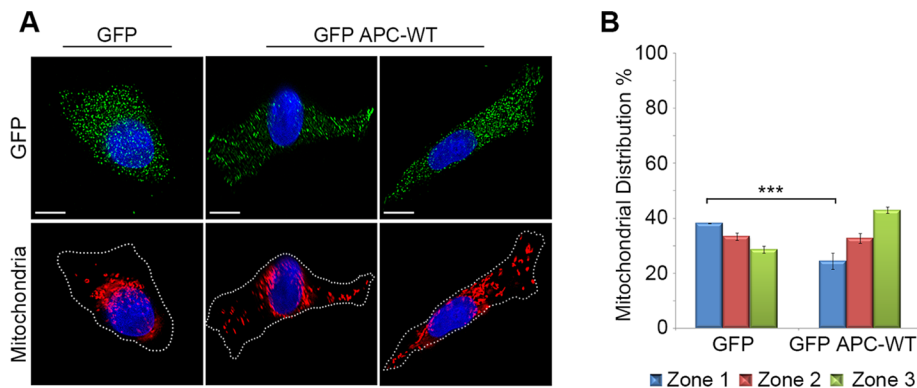 A
GFP
GFP APC-WT
GFP
Mitochondria
B
Mitochondrial Distribution %
100
80
60
40
20
0
***
GFP
GFP APC-WT
Zone 1
Zone 2
Zone 3